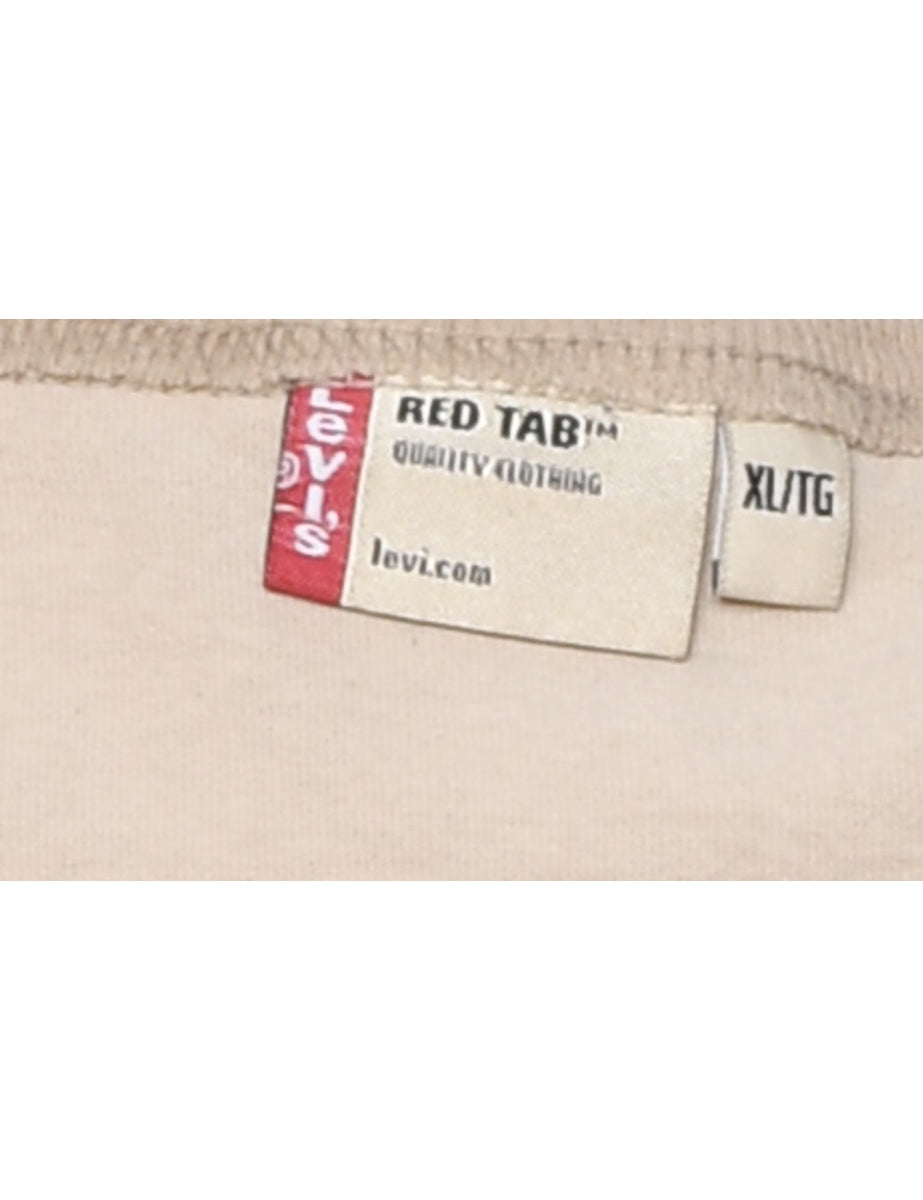 Levi's
®
RED TAB™
QUALITY CLOTHING
levi.com
XL/TG